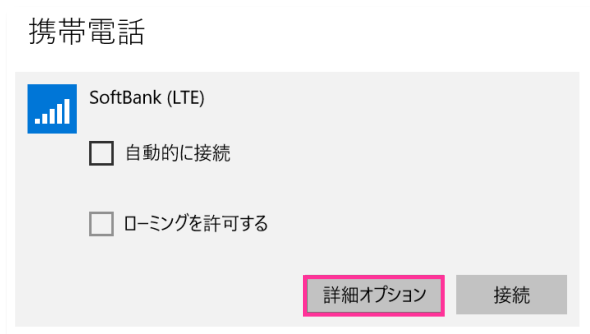 携帯電話
SoftBank (LTE)
自動的に接続
ローミングを許可する
詳細オプション
接続